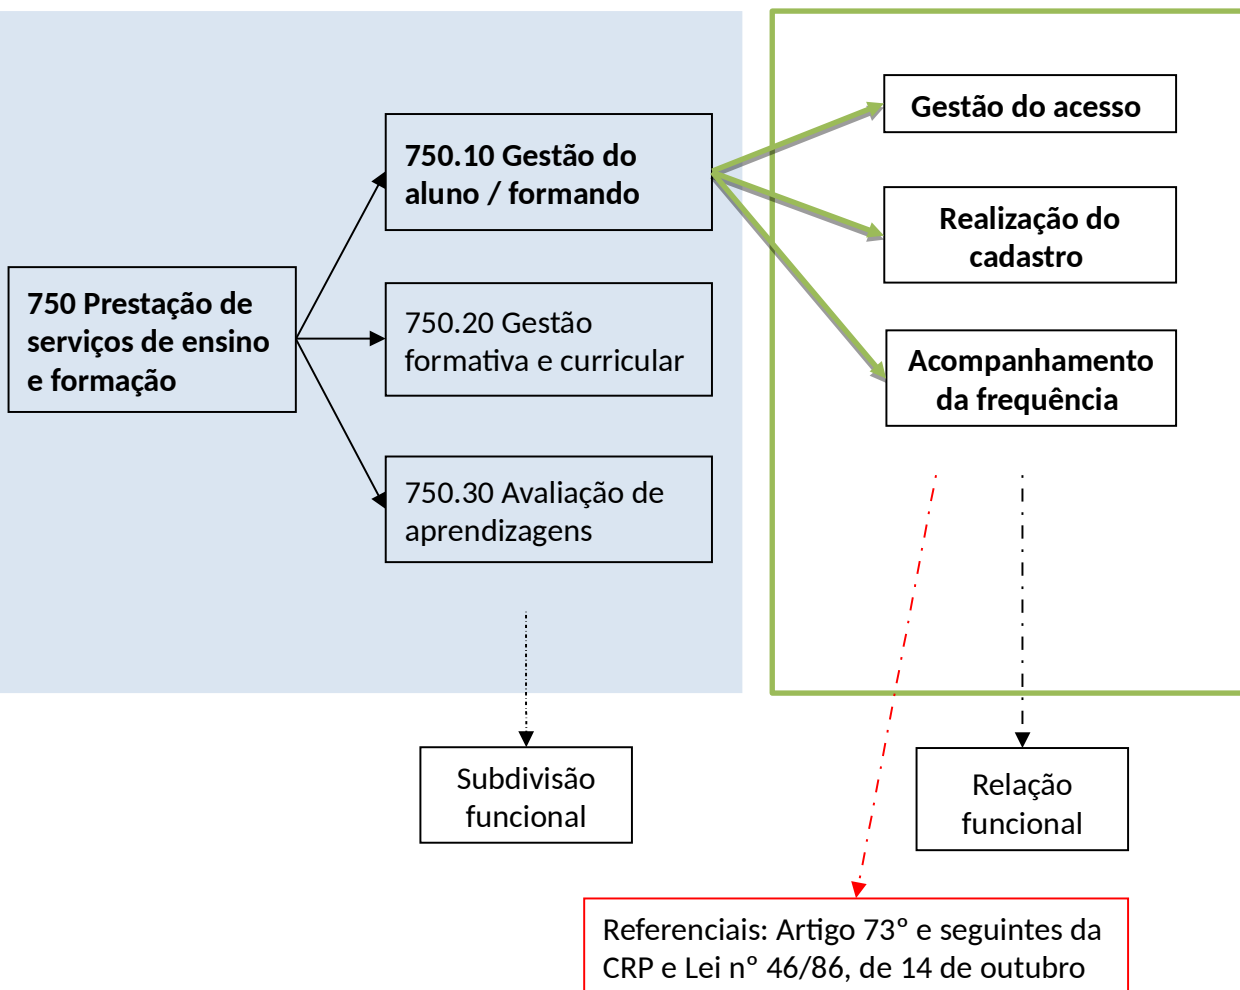 750 Prestação de
serviços de ensino
e formação
750.10 Gestão do
aluno / formando
750.20 Gestão
formativa e curricular
750.30 Avaliação de
aprendizagens
Gestão do acesso
Realização do
cadastro
Acompanhamento
da frequência
Subdivisão
funcional
Relação
funcional
Referenciais: Artigo 73º e seguintes da
CRP e Lei nº 46/86, de 14 de outubro